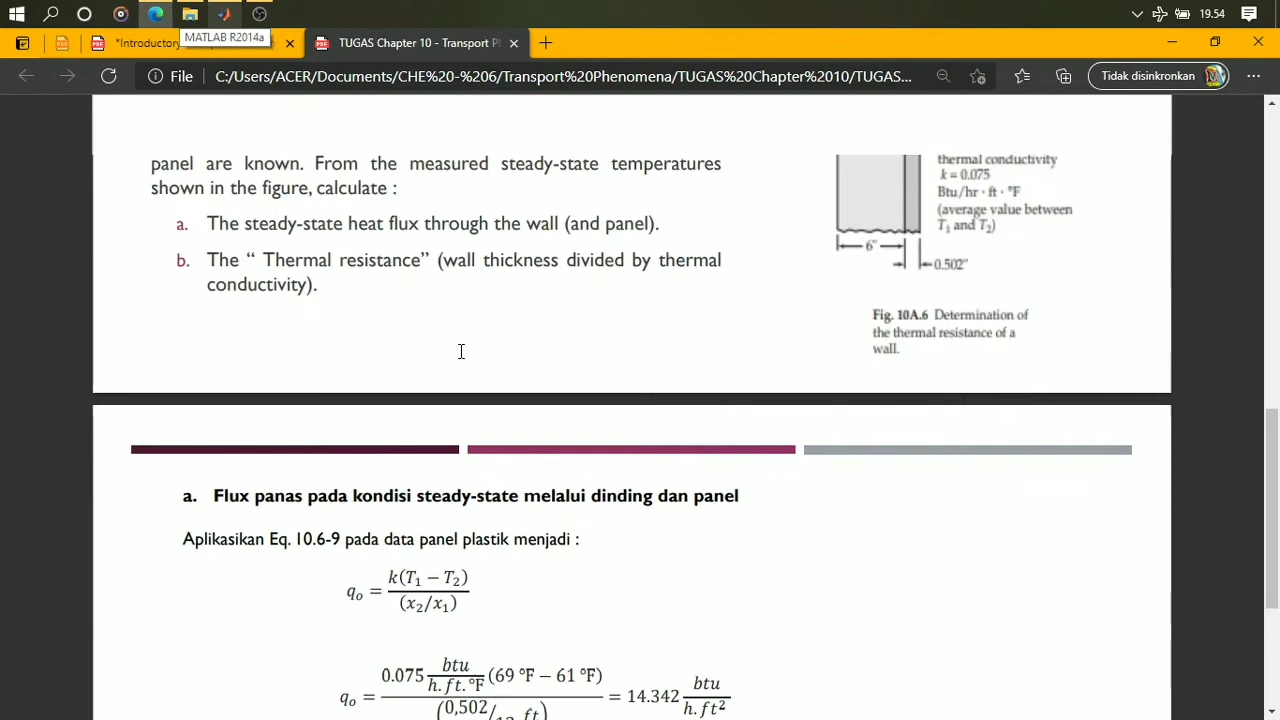 19.54
*Introductory
TUGAS Chapter 10 - Transport P
MATLAB R2014a
File
C:/Users/ACER/Documents/CHE%20-%206/Transport%20Phenomena/TUGAS%20Chapter%2010/TUGAS...
Tidak disinkronkan
panel are known. From the measured steady-state temperatures
shown in the figure, calculate :
a. The steady-state heat flux through the wall (and panel).
b. The “ Thermal resistance” (wall thickness divided by thermal
conductivity).
thermal conductivity
k = 0.075
Btu/hr · ft · °F
(average value between
T₁ and T₂)
6"
0.502"
Fig. 10A.6 Determination of
the thermal resistance of a
wall.
a. Flux panas pada kondisi steady-state melalui dinding dan panel
Aplikasikan Eq. 10.6-9 pada data panel plastik menjadi :
qₒ = k(T₁ − T₂) / (x₂/x₁)
qₒ = 0.075 btu/h.ft.°F (69 °F − 61 °F) / (0,502/12 ft) = 14.342 btu/h.ft²